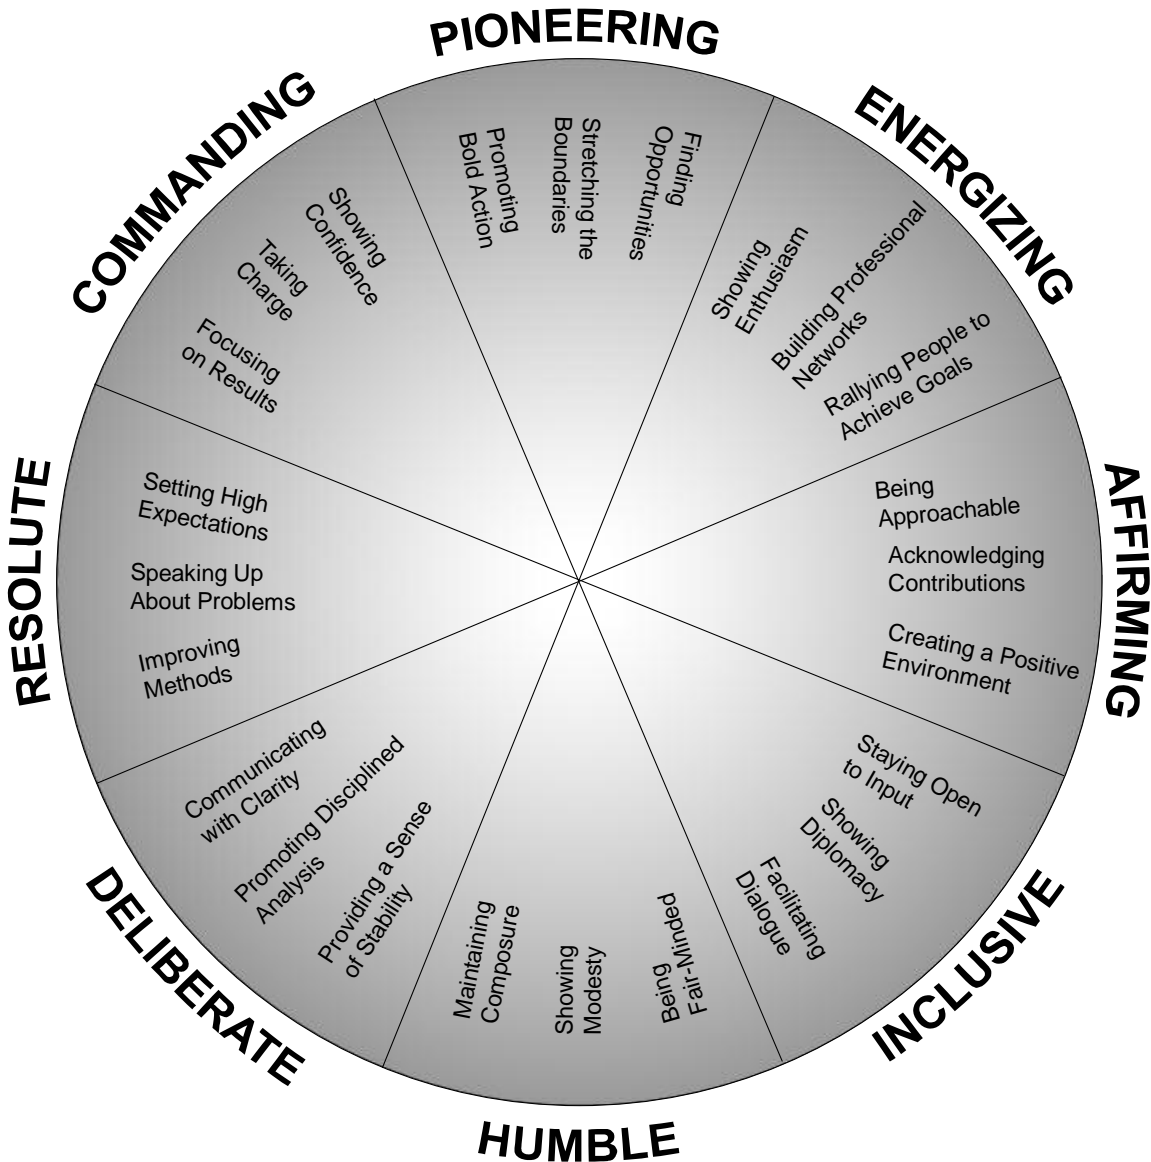 PIONEERING
Promoting
Bold Action
Stretching the
Boundaries
Finding
Opportunities
ENERGIZING
Showing
Enthusiasm
Building Professional
Networks
Rallying People to
Achieve Goals
AFFIRMING
Being
Approachable
Acknowledging
Contributions
Creating a Positive
Environment
INCLUSIVE
Staying Open
to Input
Showing
Diplomacy
Facilitating
Dialogue
HUMBLE
Being
Fair-Minded
Showing
Modesty
Maintaining
Composure
DELIBERATE
Providing a Sense
of Stability
Promoting Disciplined
Analysis
Communicating
with Clarity
RESOLUTE
Improving
Methods
Speaking Up
About Problems
Setting High
Expectations
COMMANDING
Focusing
on Results
Taking
Charge
Showing
Confidence